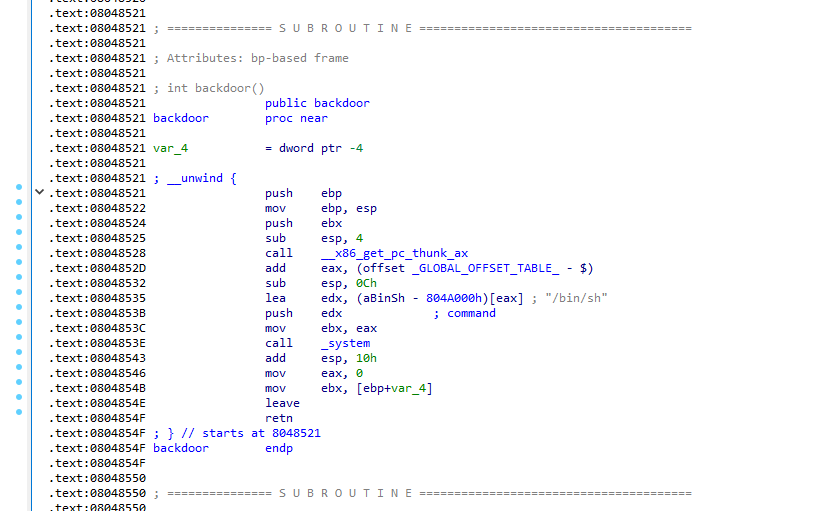 .text:08048521
.text:08048521 ; =============== S U B R O U T I N E =======================================
.text:08048521
.text:08048521 ; Attributes: bp-based frame
.text:08048521
.text:08048521 ; int backdoor()
.text:08048521 public backdoor
.text:08048521 backdoor proc near
.text:08048521
.text:08048521 var_4 = dword ptr -4
.text:08048521
.text:08048521 ; __unwind {
.text:08048521 push ebp
.text:08048522 mov ebp, esp
.text:08048524 push ebx
.text:08048525 sub esp, 4
.text:08048528 call __x86_get_pc_thunk_ax
.text:0804852D add eax, (offset _GLOBAL_OFFSET_TABLE_ - $)
.text:08048532 sub esp, 0Ch
.text:08048535 lea edx, (aBinSh - 804A000h)[eax] ; "/bin/sh"
.text:0804853B push edx ; command
.text:0804853C mov ebx, eax
.text:0804853E call _system
.text:08048543 add esp, 10h
.text:08048546 mov eax, 0
.text:0804854B mov ebx, [ebp+var_4]
.text:0804854E leave
.text:0804854F retn
.text:0804854F ; } // starts at 8048521
.text:0804854F backdoor endp
.text:0804854F
.text:08048550
.text:08048550 ; =============== S U B R O U T I N E =======================================
.text:08048550